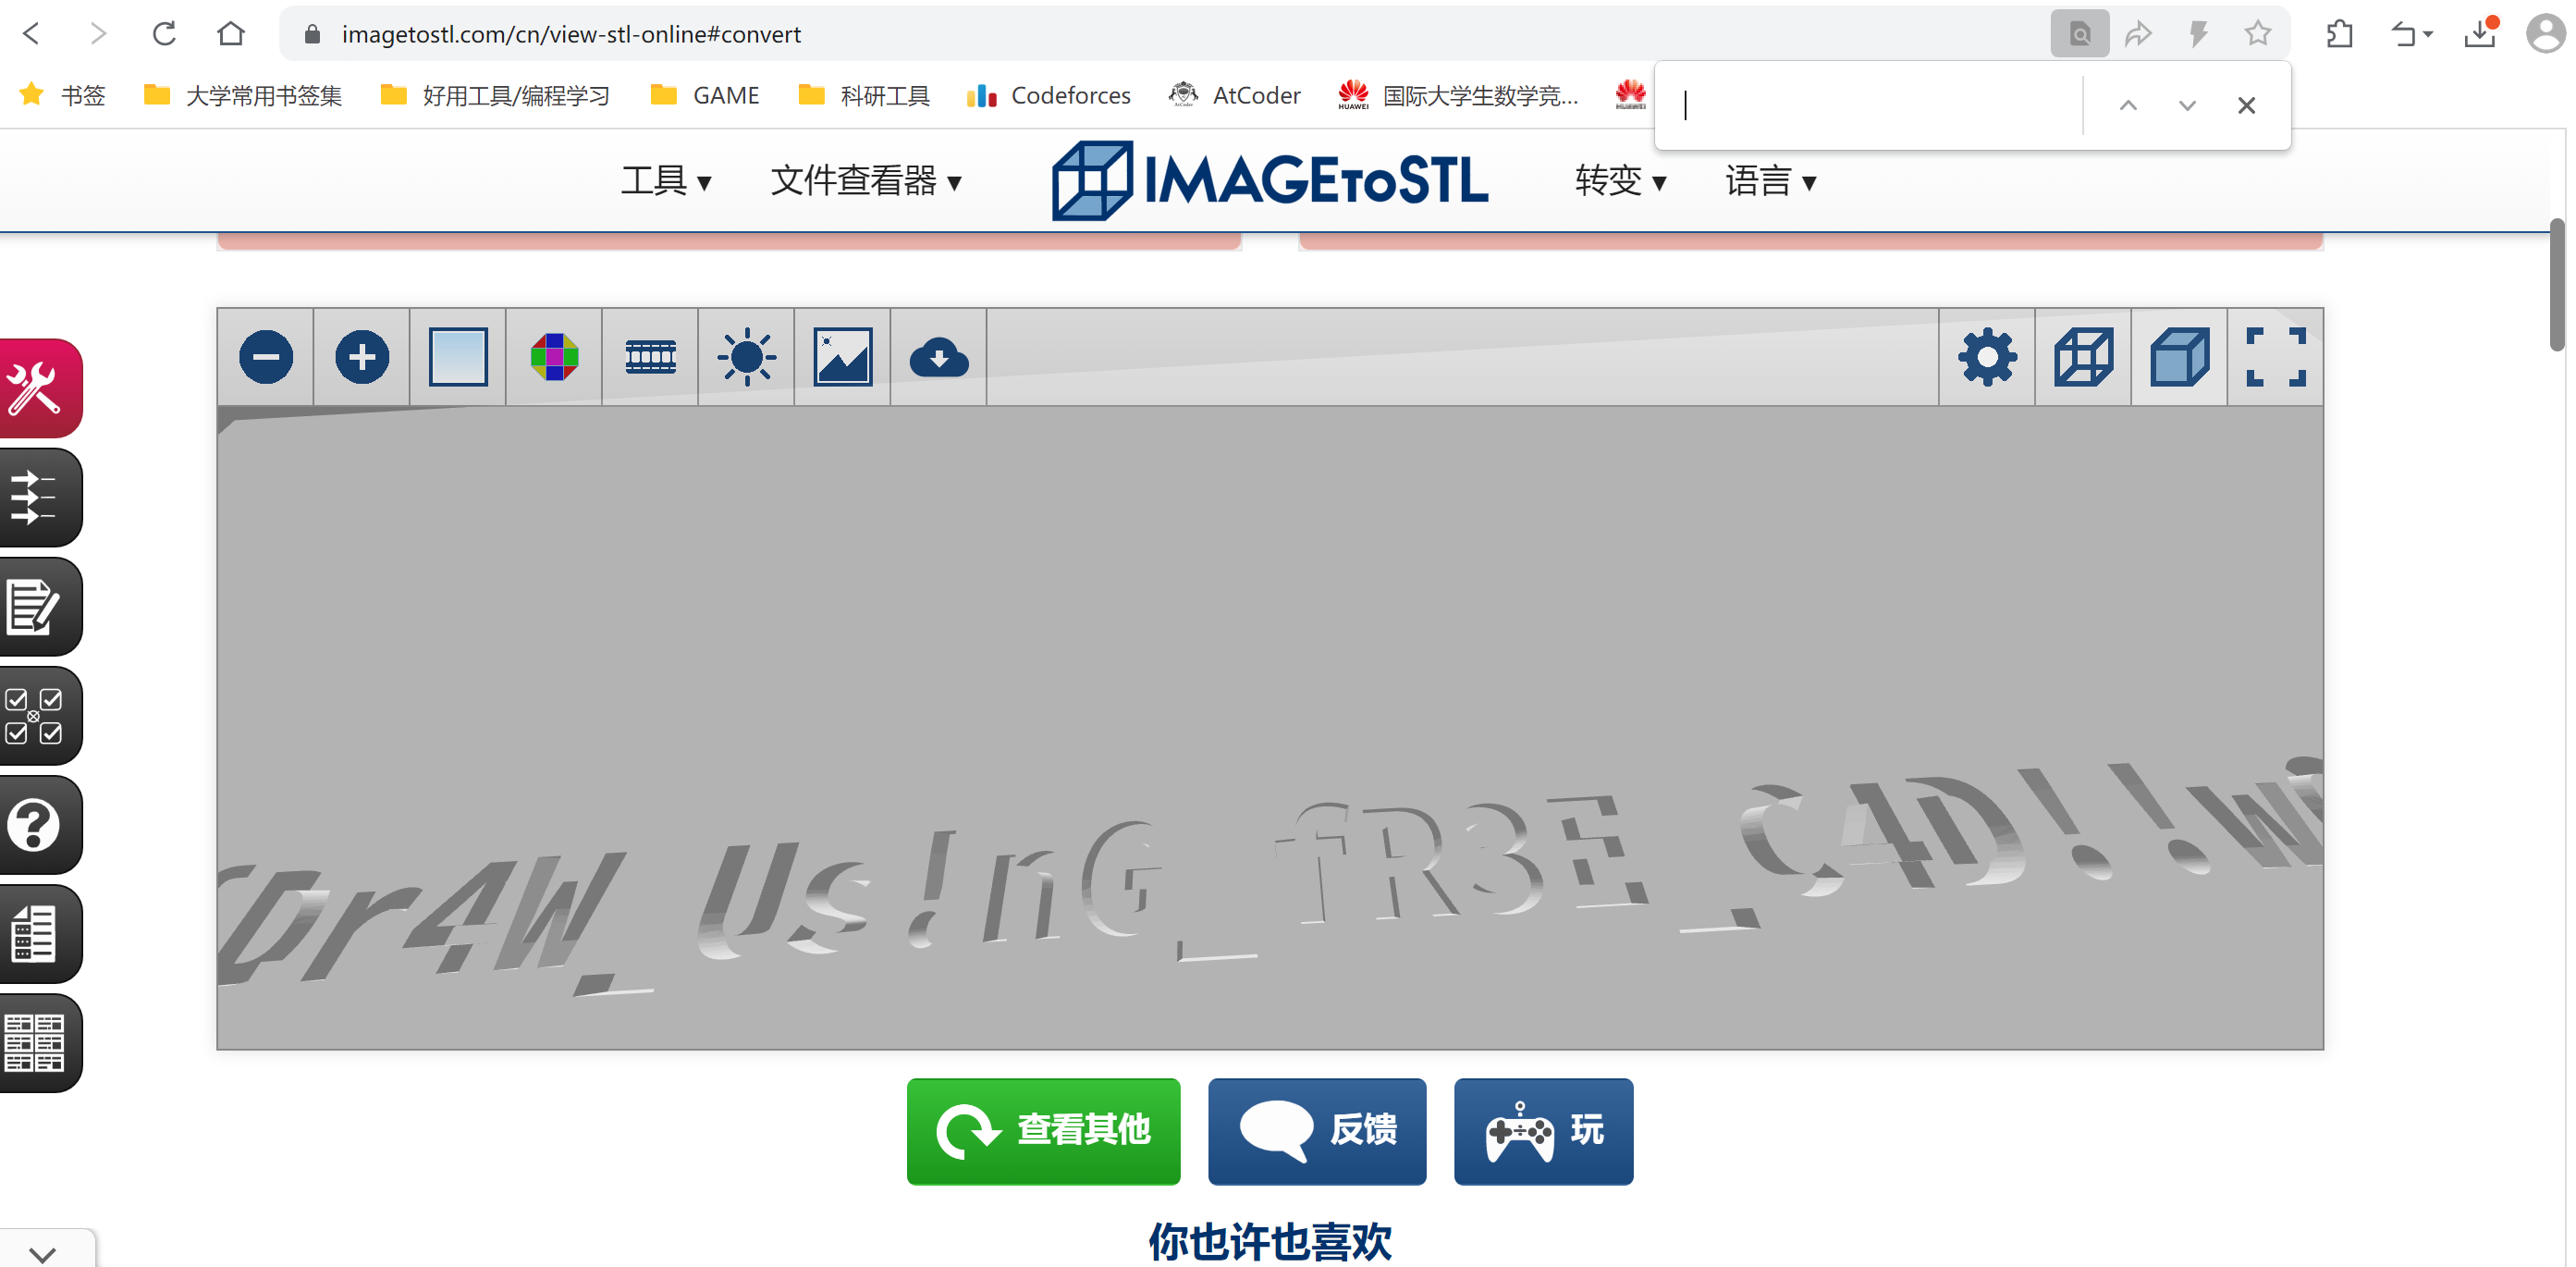 imagetostl.com/cn/view-stl-online#convert
书签 大学常用书签集 好用工具/编程学习 GAME 科研工具 Codeforces AtCoder HUAWEI 国际大学生数学竞...
工具 ▾ 文件查看器 ▾ IMAGETOSTL 转变 ▾ 语言 ▾
Dr4W_Us!nG_fR3E_C4D!!W
查看其他 反馈 玩
你也许也喜欢